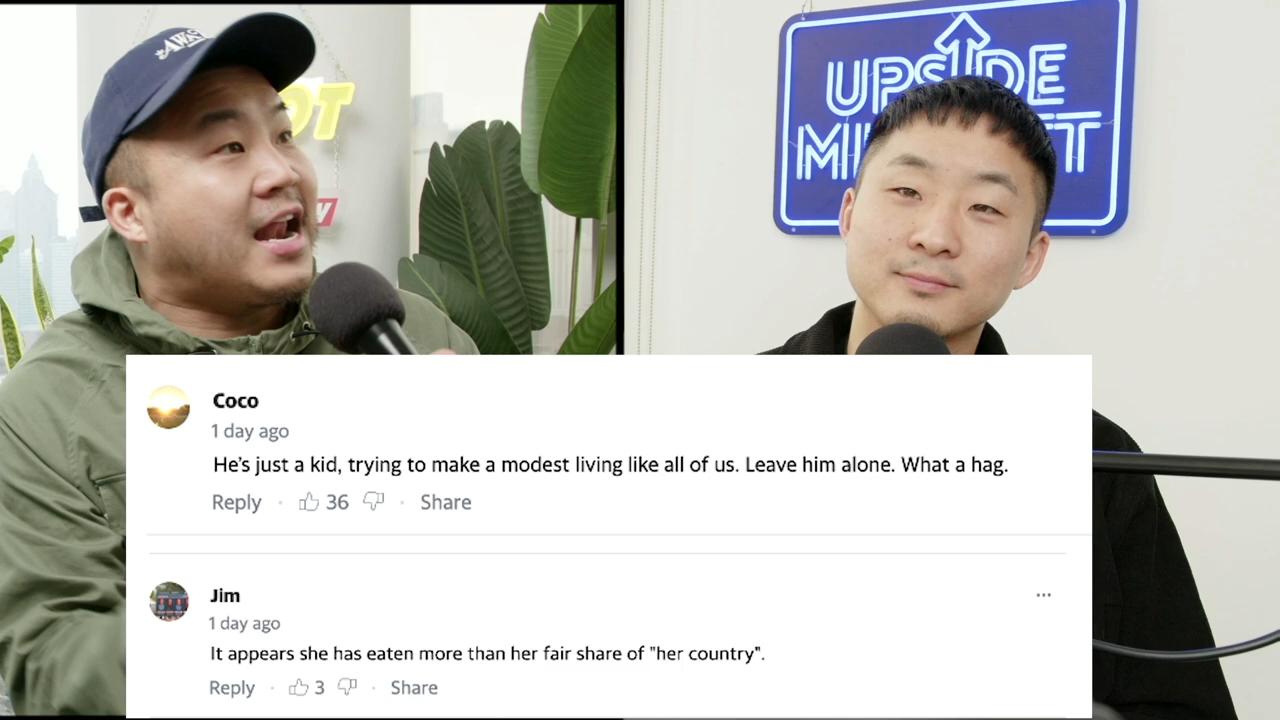 UPSIDE
Coco
1 day ago
He's just a kid, trying to make a modest living like all of us. Leave him alone. What a hag.
Reply · 36 · Share
Jim
...
1 day ago
It appears she has eaten more than her fair share of "her country".
Reply · 3 · Share